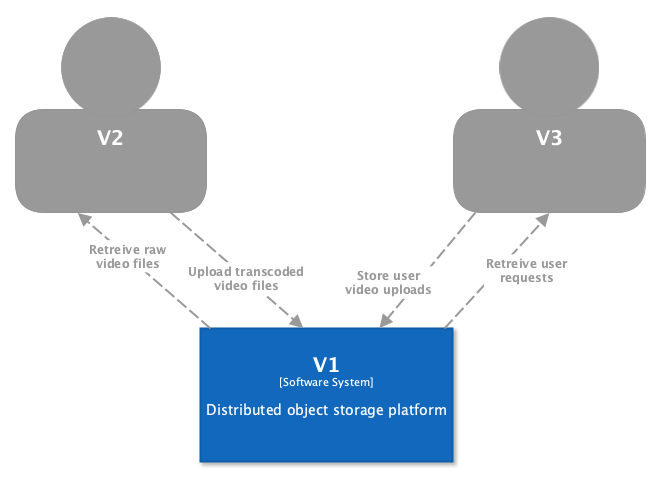 V2
V3
Retreive raw
video files
Upload transcoded
video files
Store user
video uploads
Retreive user
requests
V1
[Software System]
Distributed object storage platform